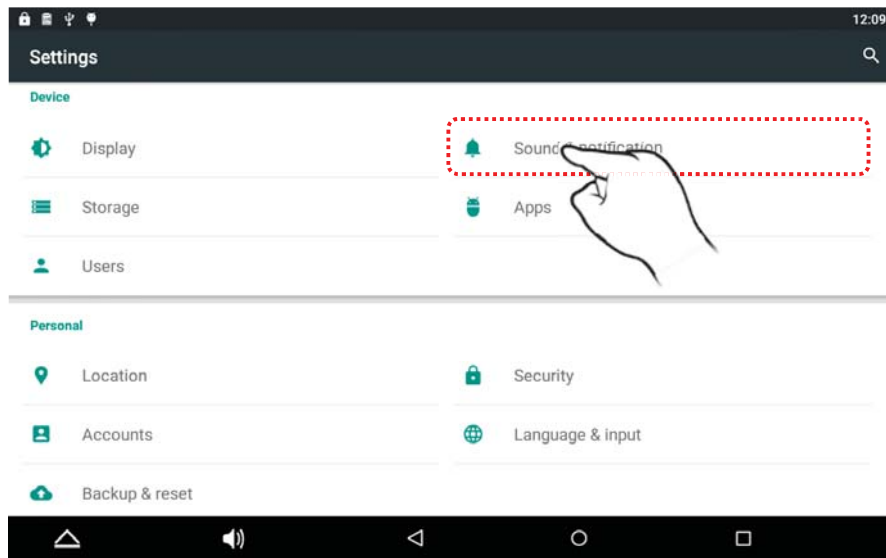 12:09
Settings
Device
Display
Sound & notification
Storage
Apps
Users
Personal
Location
Security
Accounts
Language & input
Backup & reset